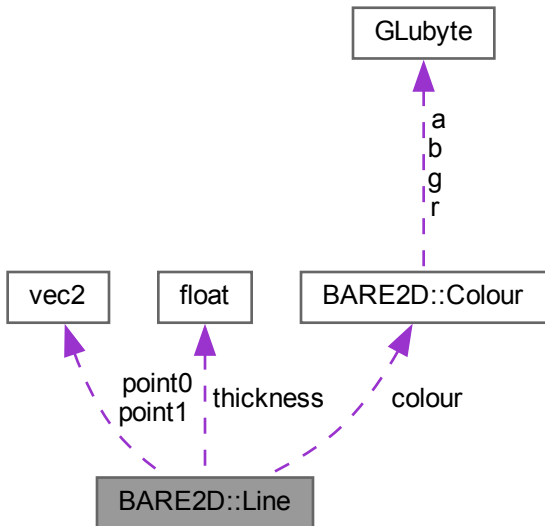 GLubyte
a
b
g
r
vec2
float
BARE2D::Colour
point0
point1
thickness
colour
BARE2D::Line